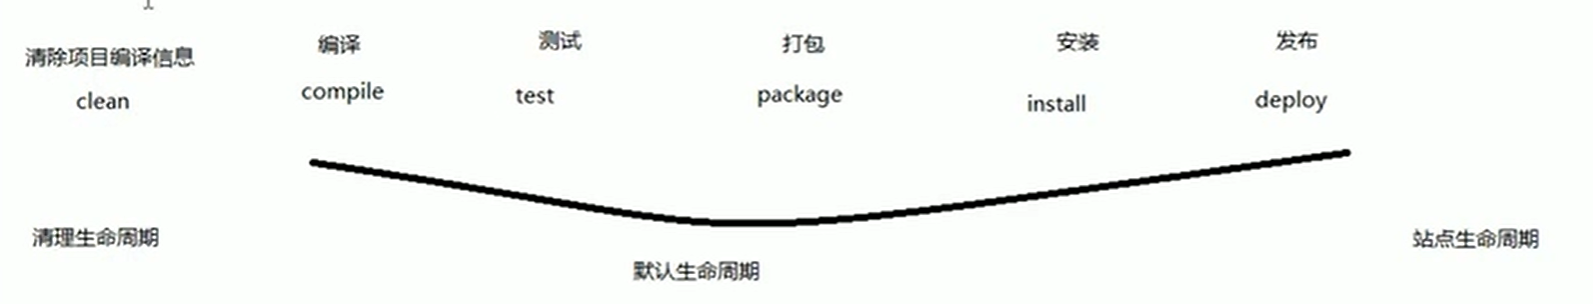 清除项目编译信息
clean
编译
compile
测试
test
打包
package
安装
install
发布
deploy
清理生命周期
默认生命周期
站点生命周期